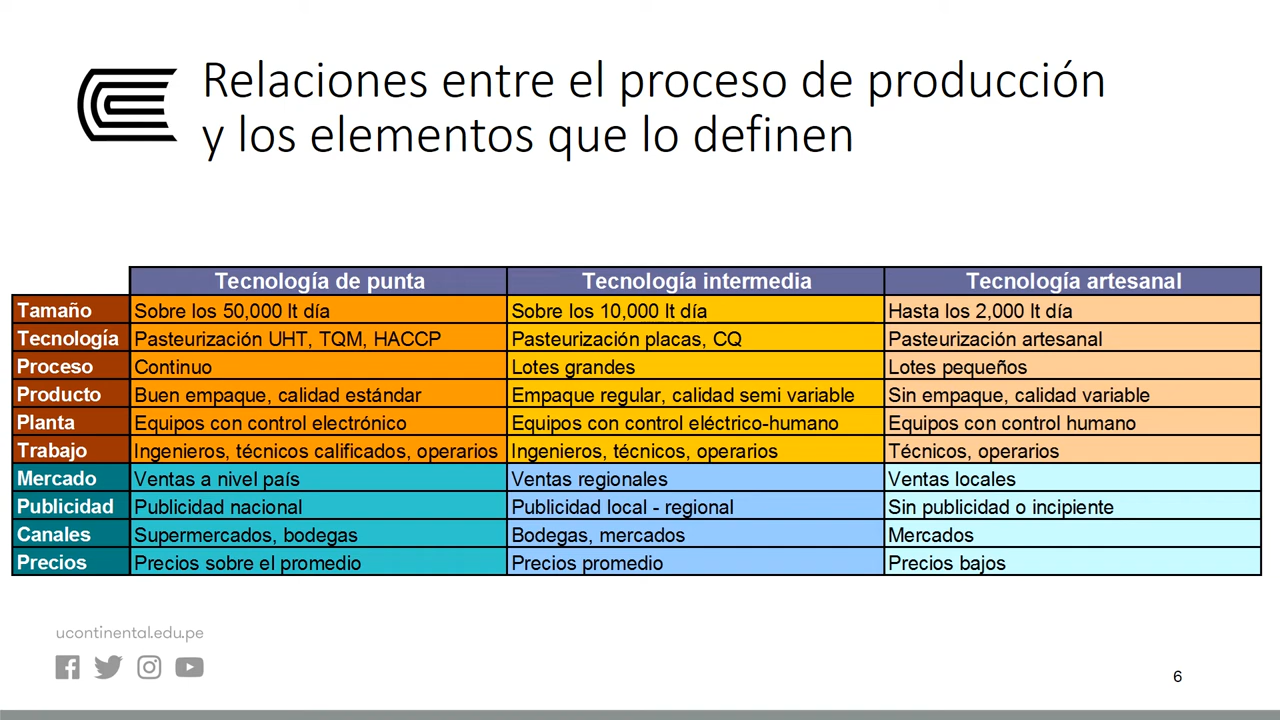 Relaciones entre el proceso de producción
y los elementos que lo definen
Tecnología de punta Tecnología intermedia Tecnología artesanal
Tamaño Sobre los 50,000 lt día Sobre los 10,000 lt día Hasta los 2,000 lt día
Tecnología Pasteurización UHT, TQM, HACCP Pasteurización placas, CQ Pasteurización artesanal
Proceso Continuo Lotes grandes Lotes pequeños
Producto Buen empaque, calidad estándar Empaque regular, calidad semi variable Sin empaque, calidad variable
Planta Equipos con control electrónico Equipos con control eléctrico-humano Equipos con control humano
Trabajo Ingenieros, técnicos calificados, operarios Ingenieros, técnicos, operarios Técnicos, operarios
Mercado Ventas a nivel país Ventas regionales Ventas locales
Publicidad Publicidad nacional Publicidad local - regional Sin publicidad o incipiente
Canales Supermercados, bodegas Bodegas, mercados Mercados
Precios Precios sobre el promedio Precios promedio Precios bajos
ucontinental.edu.pe
6